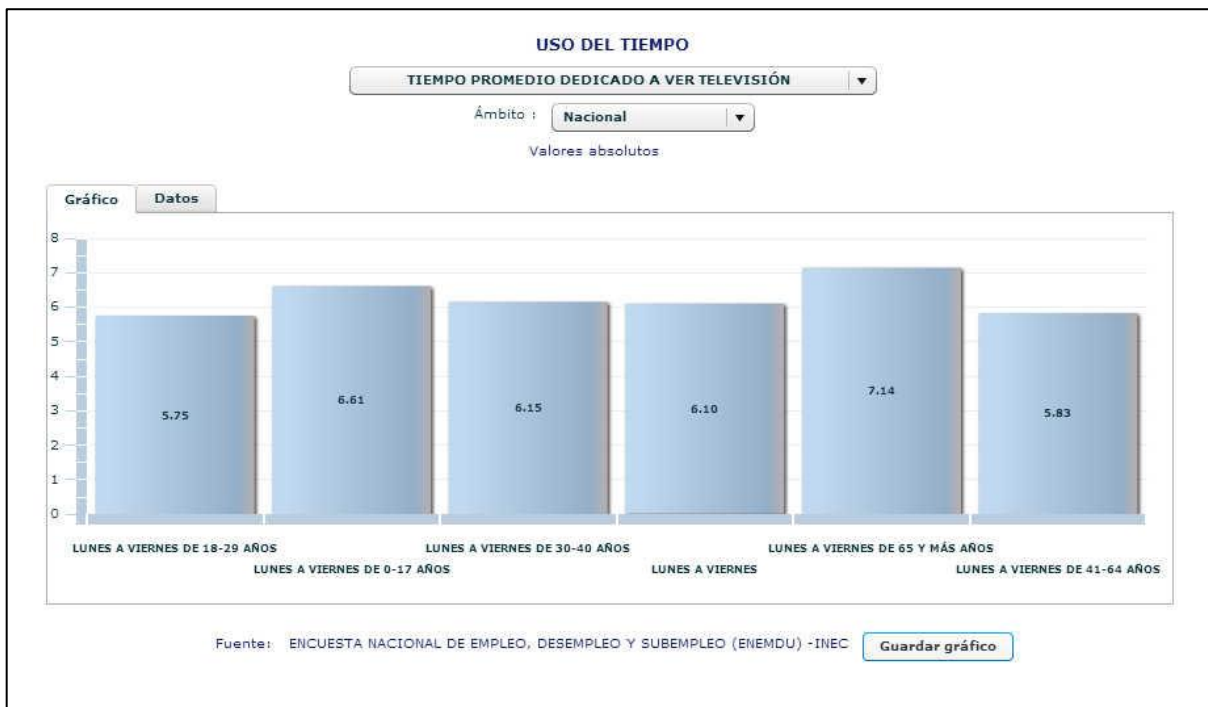 USO DEL TIEMPO
TIEMPO PROMEDIO DEDICADO A VER TELEVISIÓN
Ámbito : Nacional
Valores absolutos
Gráfico Datos
8
7
6
5
4
3
2
1
0
5.75 6.61 6.15 6.10 7.14 5.83
LUNES A VIERNES DE 18-29 AÑOS LUNES A VIERNES DE 30-40 AÑOS LUNES A VIERNES DE 65 Y MÁS AÑOS
LUNES A VIERNES DE 0-17 AÑOS LUNES A VIERNES LUNES A VIERNES DE 41-64 AÑOS
Fuente: ENCUESTA NACIONAL DE EMPLEO, DESEMPLEO Y SUBEMPLEO (ENEMDU) -INEC Guardar gráfico